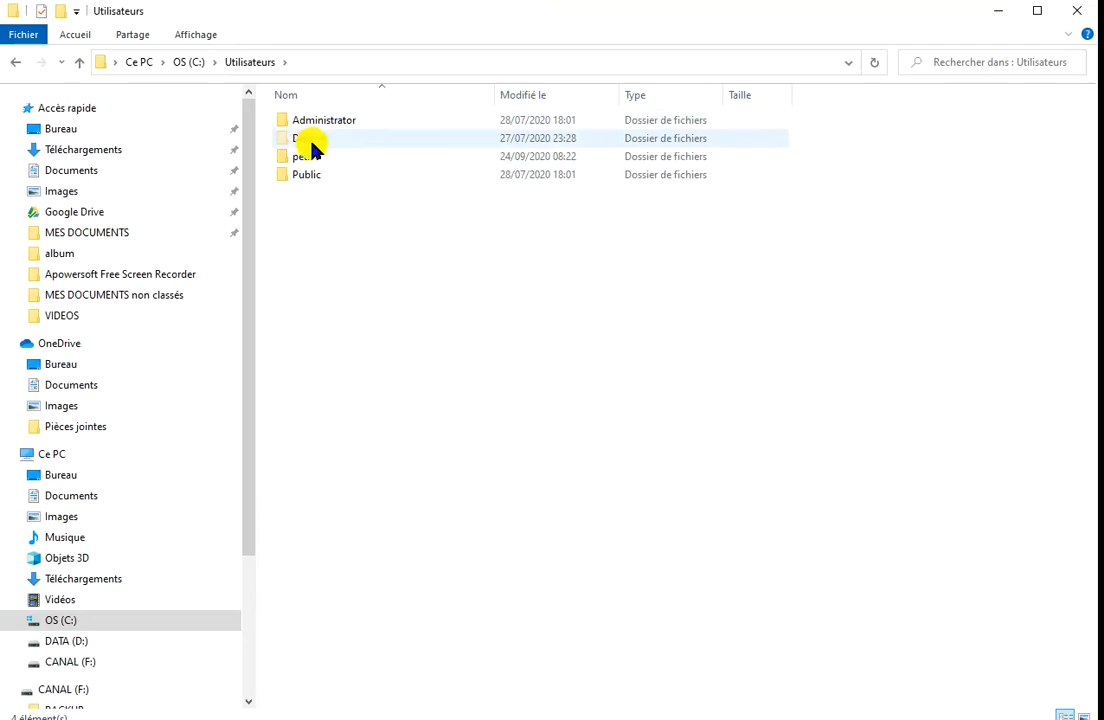 Utilisateurs
Fichier Accueil Partage Affichage
Ce PC OS (C:) Utilisateurs
Rechercher dans : Utilisateurs
Nom Modifié le Type Taille
Administrator 28/07/2020 18:01 Dossier de fichiers
27/07/2020 23:28 Dossier de fichiers
24/09/2020 08:22 Dossier de fichiers
Public 28/07/2020 18:01 Dossier de fichiers
Accès rapide
Bureau
Téléchargements
Documents
Images
Google Drive
MES DOCUMENTS
album
Apowersoft Free Screen Recorder
MES DOCUMENTS non classés
VIDEOS
OneDrive
Bureau
Documents
Images
Pièces jointes
Ce PC
Bureau
Documents
Images
Musique
Objets 3D
Téléchargements
Vidéos
OS (C:)
DATA (D:)
CANAL (F:)
CANAL (F:)
BACKUP
4 élément(s)